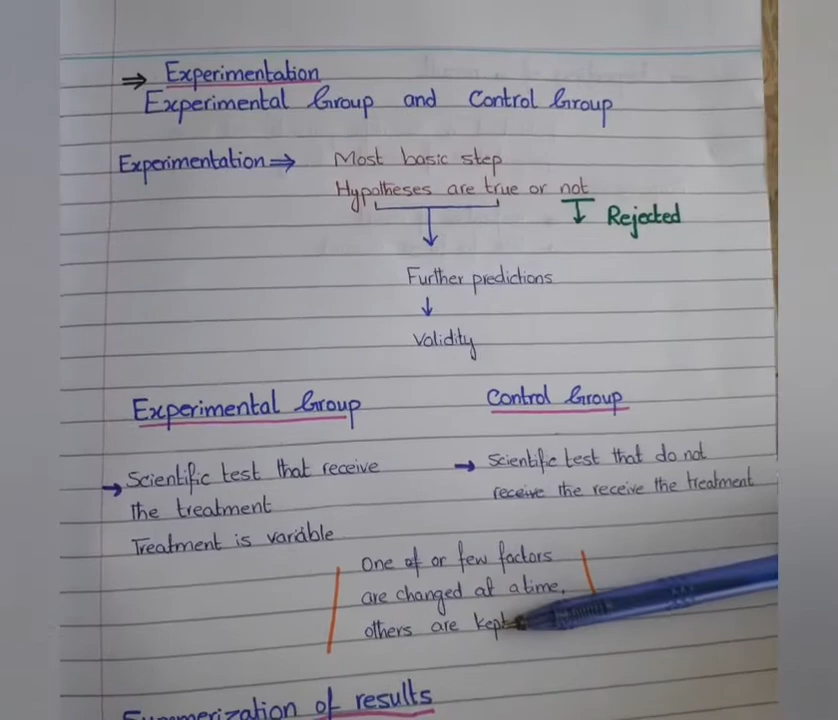 ⇒ Experimentation
Experimental Group and Control Group
Experimentation ⇒ Most basic step
Hypotheses are true or not
↓ Rejected
↓
Further predictions
↓
Validity
Experimental Group
→ Scientific test that receive
the treatment
Treatment is variable
Control Group
→ Scientific test that do not
receive the receive the treatment
One of or few factors
are changed at a time,
others are kept
Summerization of results